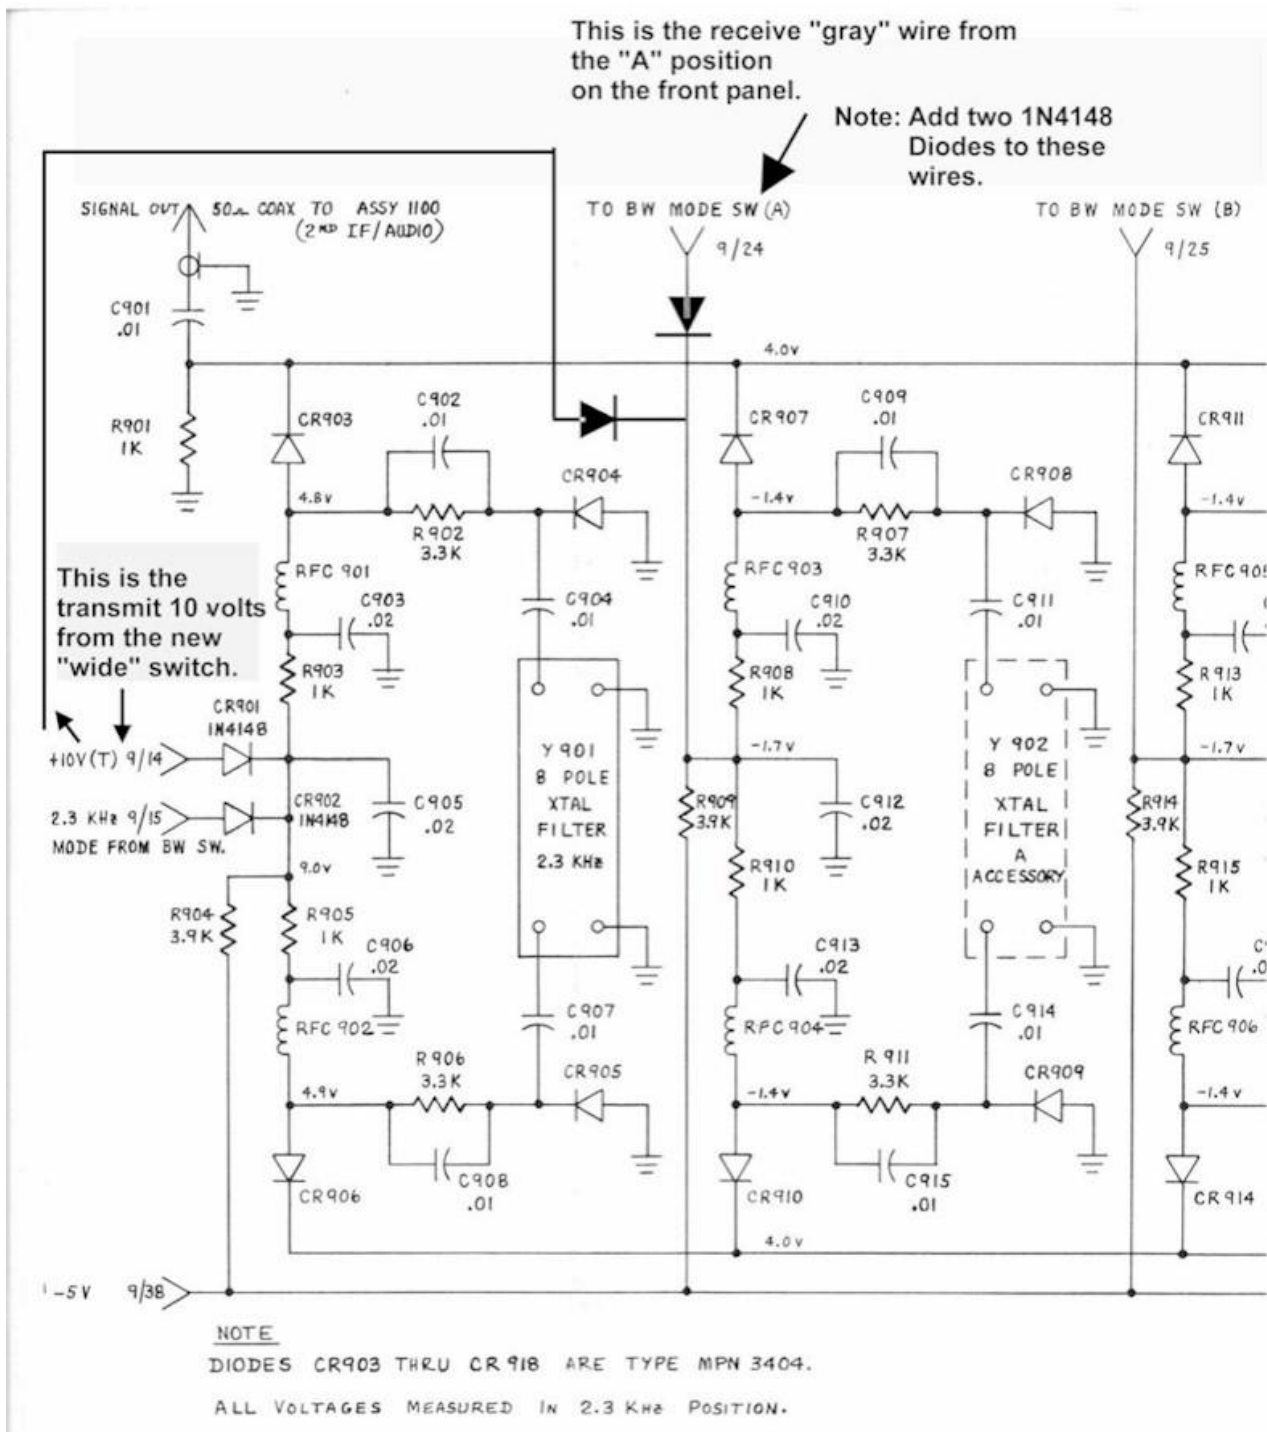 This is the receive "gray" wire from
the "A" position
on the front panel.
Note: Add two 1N4148
Diodes to these
wires.
SIGNAL OUT
50Ω COAX TO ASSY 1100
(2ND IF/AUDIO)
TO BW MODE SW (A)
9/24
TO BW MODE SW (B)
9/25
C901
.01
4.0V
R901
1K
CR903
C902
.01
CR904
4.8V
R902
3.3K
CR907
C909
.01
CR908
-1.4V
R907
3.3K
CR911
-1.4V
This is the
transmit 10 volts
from the new
"wide" switch.
RFC 901
C903
.02
C904
.01
R903
1K
RFC903
C910
.02
C911
.01
R908
1K
R913
1K
CR901
1N4148
+10V(T) 9/14
2.3 KHz 9/15
MODE FROM BW SW.
CR902
1N4148
C905
.02
9.0V
Y901
8 POLE
XTAL
FILTER
2.3 KHz
-1.7V
R909
3.9K
C912
.02
R910
1K
Y 902
8 POLE
XTAL
FILTER
A
ACCESSORY
-1.7V
R914
3.9K
R915
1K
R904
3.9K
R905
1K
C906
.02
RFC 902
C907
.01
C913
.02
RFC904
C914
.01
RFC906
4.9V
R906
3.3K
CR905
C908
.01
CR906
-1.4V
R911
3.3K
CR909
C915
.01
CR910
-1.4V
CR914
4.0V
-5V 9/38
NOTE
DIODES CR903 THRU CR918 ARE TYPE MPN 3404.
ALL VOLTAGES MEASURED IN 2.3 KHz POSITION.